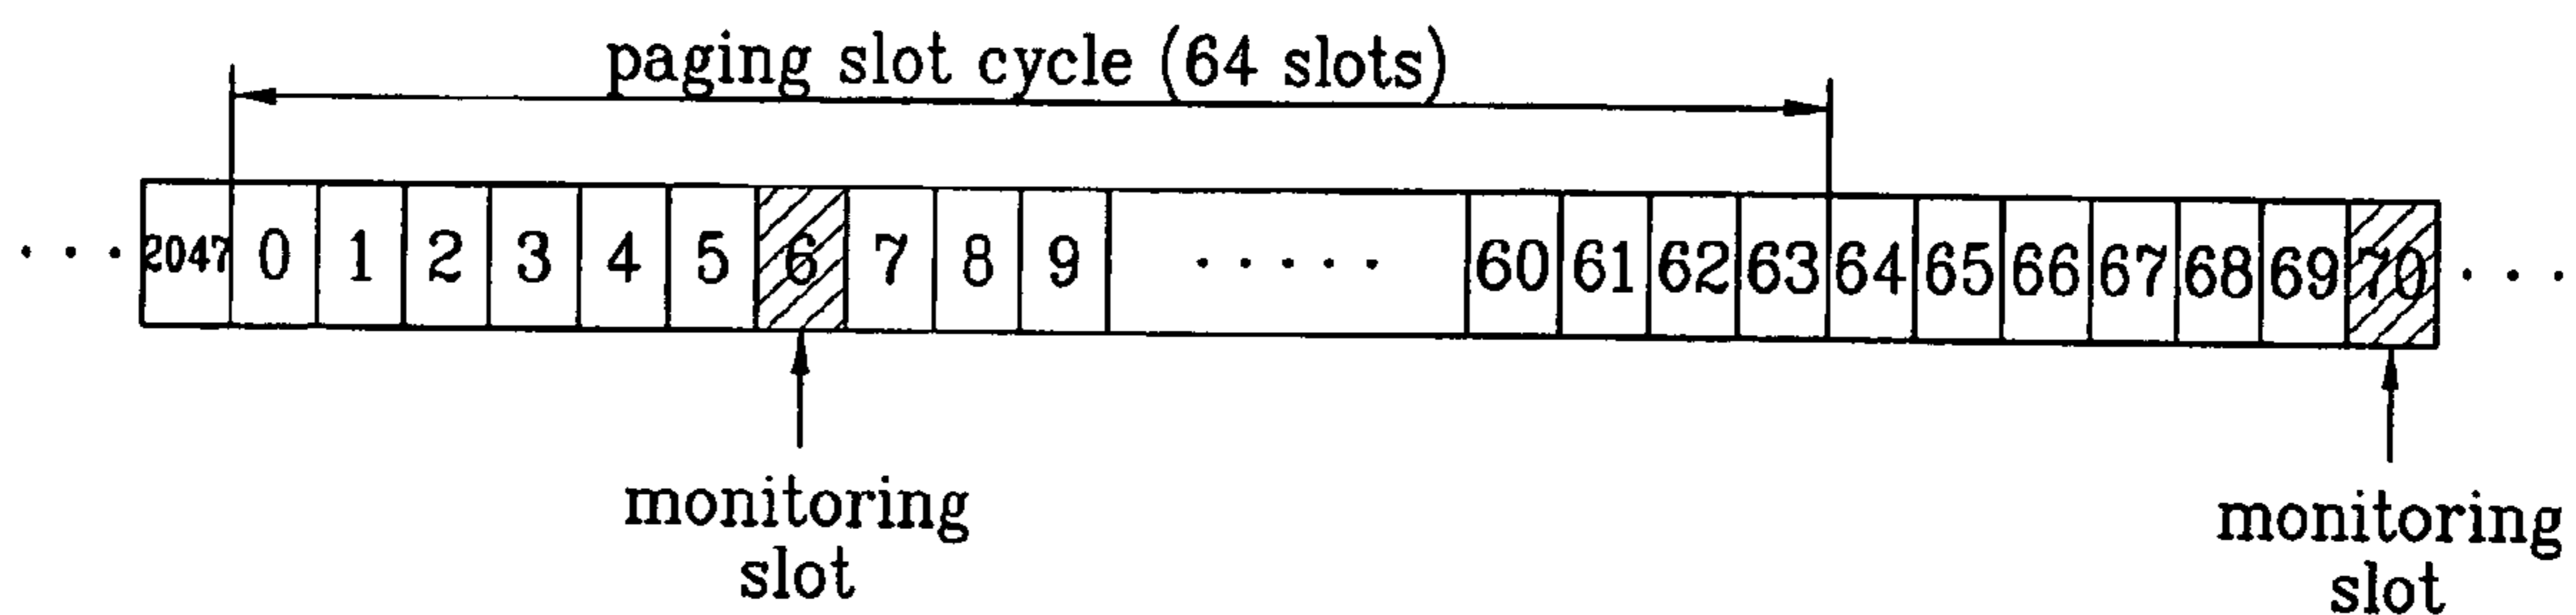 paging slot cycle (64 slots)
· · · 2047 0 1 2 3 4 5 6 7 8 9 · · · · · 60 61 62 63 64 65 66 67 68 69 70 · · ·
monitoring
slot
monitoring
slot